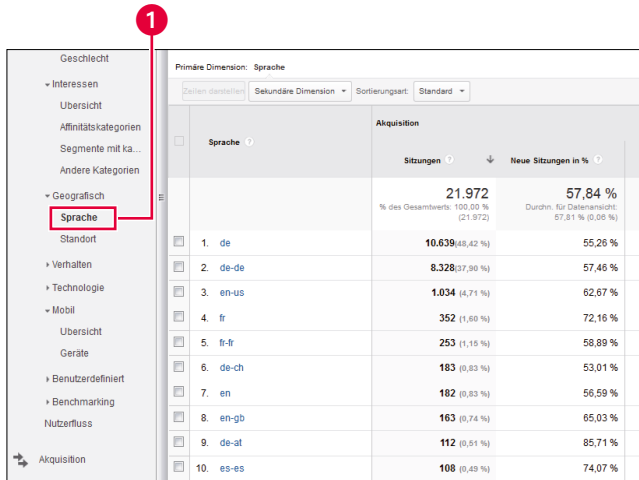 1
Geschlecht
Interessen
Übersicht
Affinitätskategorien
Segmente mit ka...
Andere Kategorien
Geografisch
Sprache
Standort
Verhalten
Technologie
Mobil
Übersicht
Geräte
Benutzerdefiniert
Benchmarking
Nutzerfluss
Akquisition
Primäre Dimension: Sprache
Zeilen darstellen Sekundäre Dimension Sortierungsart: Standard
Akquisition
Sprache ?
Sitzungen ? Neue Sitzungen in % ?
21.972 57,84 %
% des Gesamtwerts: 100,00 % Durchn. für Datenansicht:
(21.972) 57,81 % (0,06 %)
1. de 10.639(48,42 %) 55,26 %
2. de-de 8.328(37,90 %) 57,46 %
3. en-us 1.034 (4,71 %) 62,67 %
4. fr 352 (1,60 %) 72,16 %
5. fr-fr 253 (1,15 %) 58,89 %
6. de-ch 183 (0,83 %) 53,01 %
7. en 182 (0,83 %) 56,59 %
8. en-gb 163 (0,74 %) 65,03 %
9. de-at 112 (0,51 %) 85,71 %
10. es-es 108 (0,49 %) 74,07 %